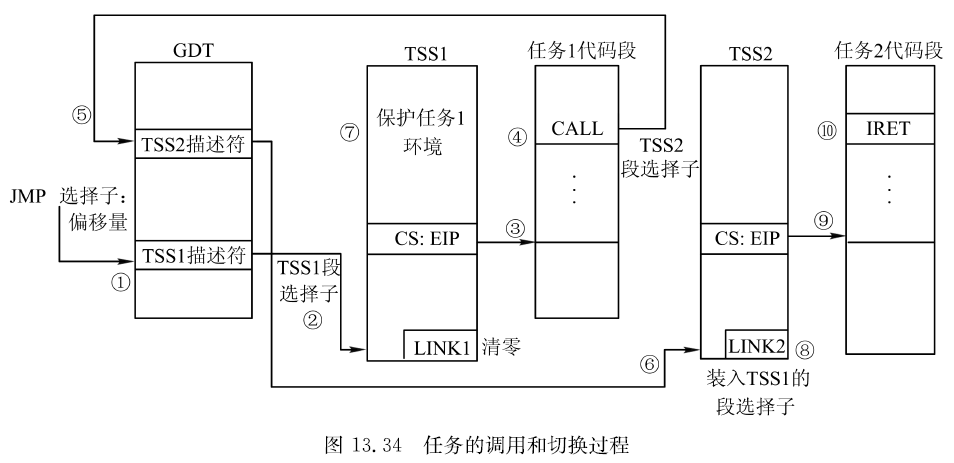 GDT
TSS1
任务1代码段
TSS2
任务2代码段
⑤
TSS2描述符
JMP 选择子:
偏移量
TSS1描述符
①
TSS1段
选择子
②
⑦
保护任务1
环境
CS: EIP
③
LINK1
清零
④
CALL
⋮
TSS2
段选择子
⑥
CS: EIP
⑨
LINK2
⑧
装入TSS1的
段选择子
⑩
IRET
⋮
图 13.34 任务的调用和切换过程